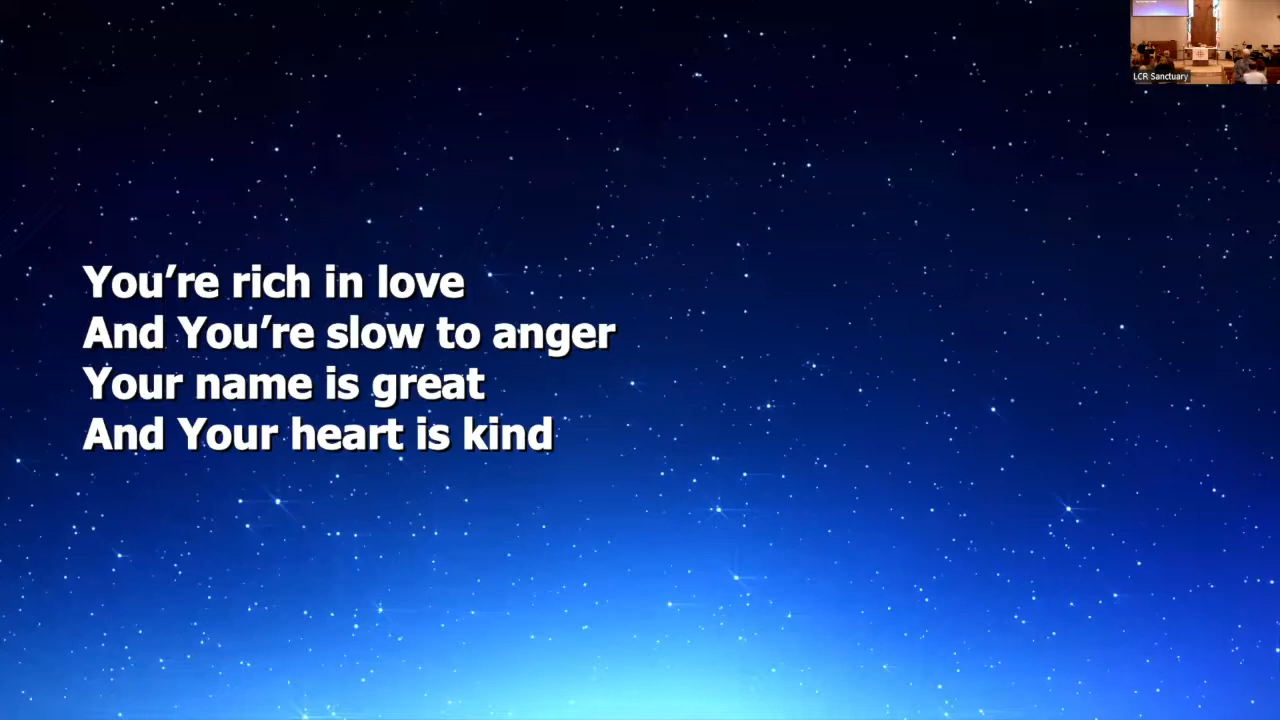 You’re rich in love
And You’re slow to anger
Your name is great
And Your heart is kind
LCR Sanctuary